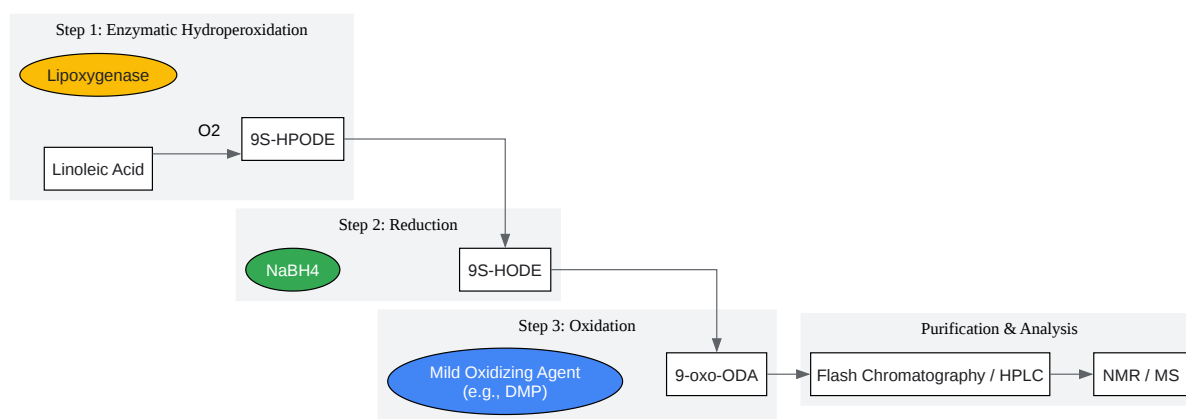 Step 1: Enzymatic Hydroperoxidation
Lipoxygenase
O2
9S-HPODE
Linoleic Acid
Step 2: Reduction
NaBH4
9S-HODE
Step 3: Oxidation
Mild Oxidizing Agent
(e.g., DMP)
9-oxo-ODA
Purification & Analysis
Flash Chromatography / HPLC
NMR / MS